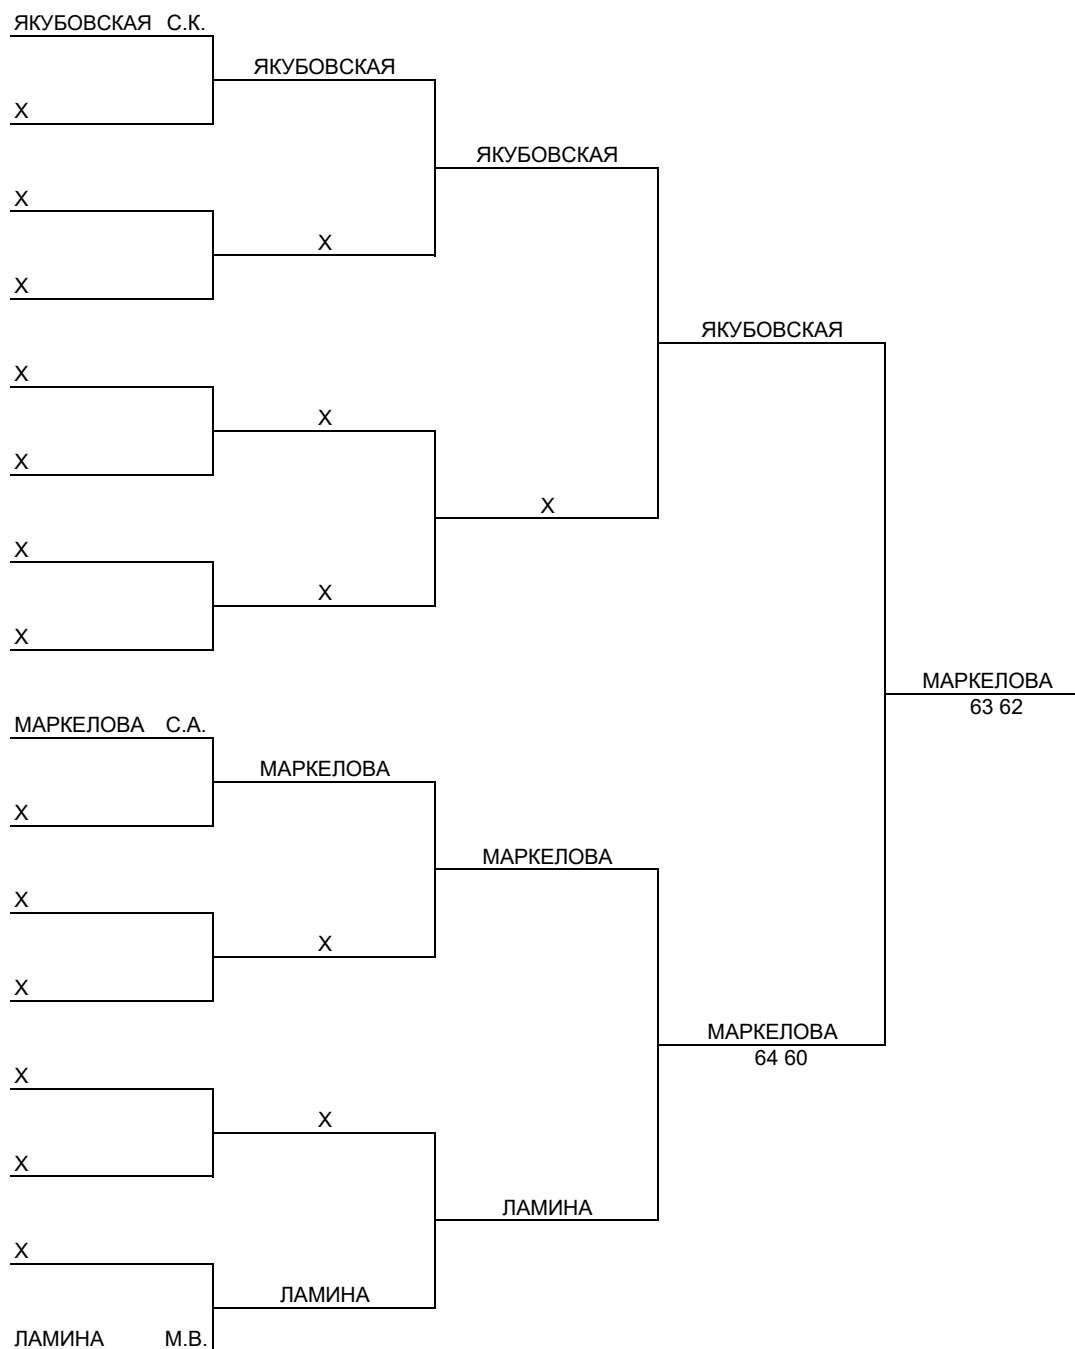 ЯКУБОВСКАЯ С.К.
ЯКУБОВСКАЯ
Х
ЯКУБОВСКАЯ
Х
Х
Х
ЯКУБОВСКАЯ
Х
Х
Х
Х
Х
Х
Х
МАРКЕЛОВА
63 62
МАРКЕЛОВА С.А.
МАРКЕЛОВА
Х
МАРКЕЛОВА
Х
Х
Х
МАРКЕЛОВА
64 60
Х
Х
Х
ЛАМИНА
Х
ЛАМИНА
ЛАМИНА М.В.